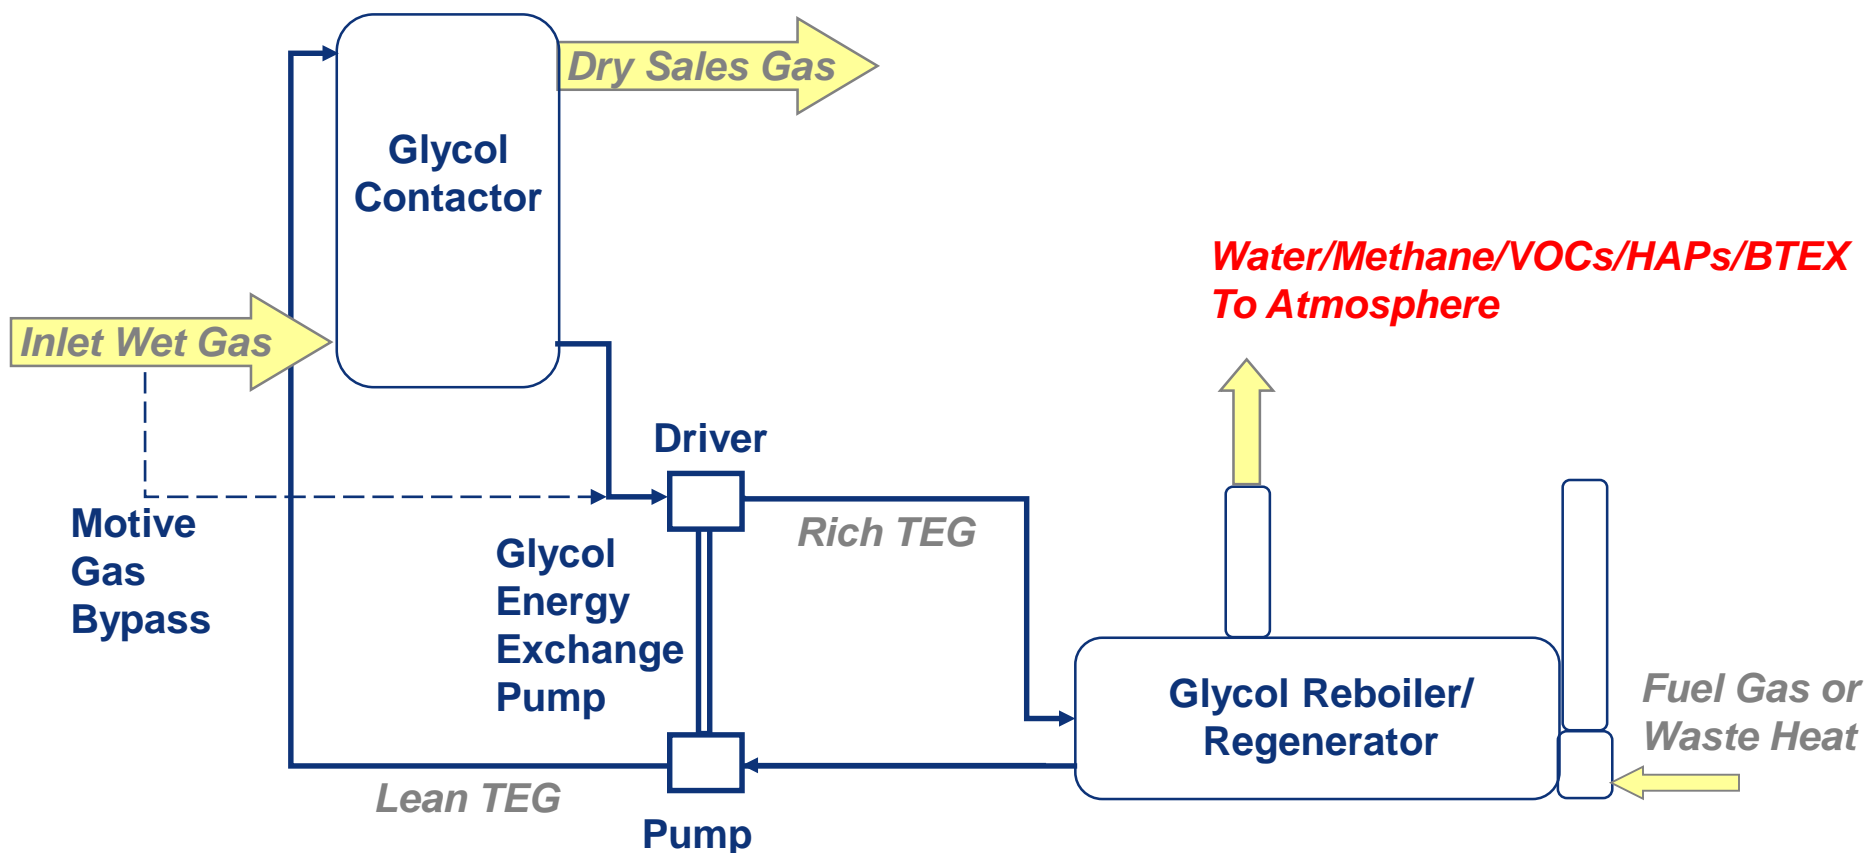 Dry Sales Gas
Glycol
Contactor
Water/Methane/VOCs/HAPs/BTEX
To Atmosphere
Inlet Wet Gas
Driver
Motive
Gas
Bypass
Glycol
Energy
Exchange
Pump
Rich TEG
Glycol Reboiler/
Regenerator
Fuel Gas or
Waste Heat
Lean TEG
Pump